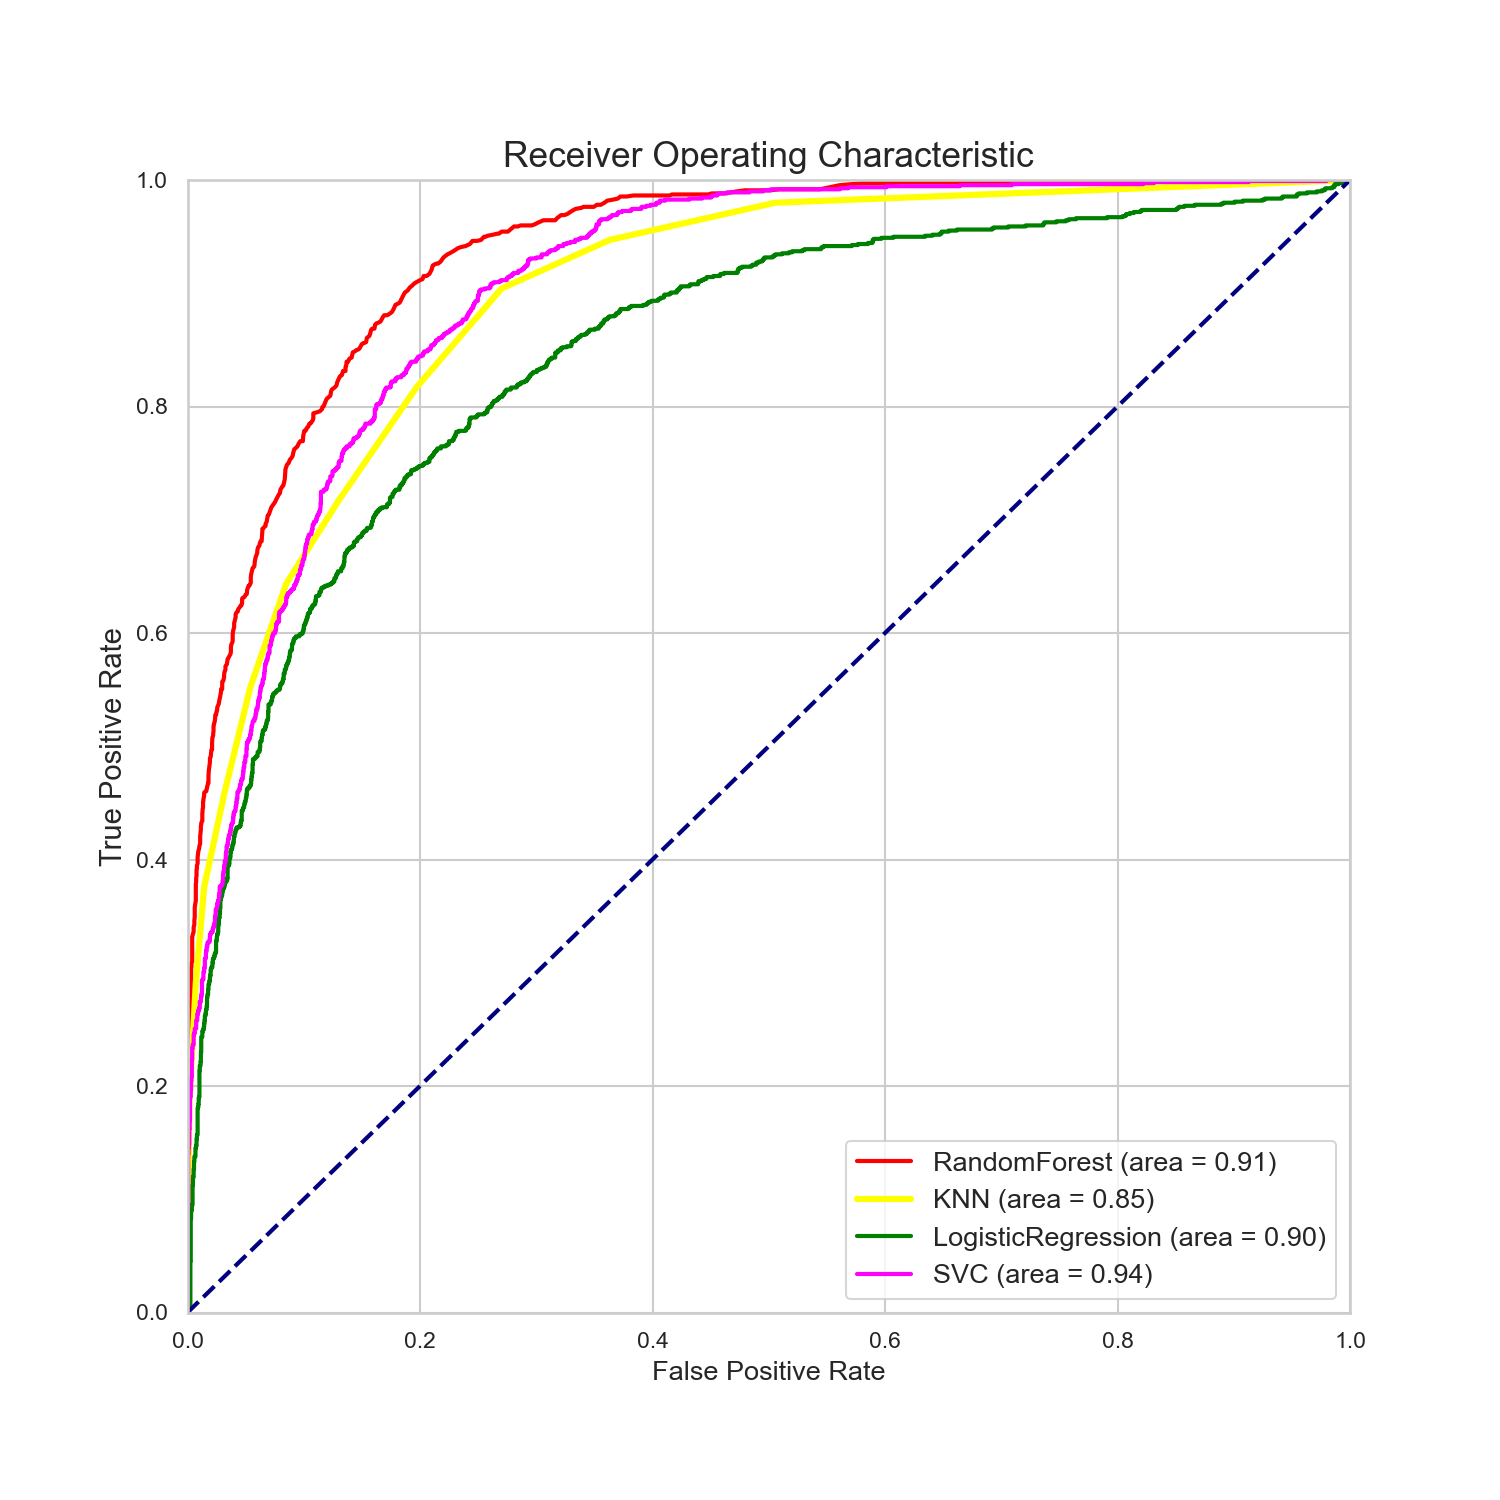 Receiver Operating Characteristic
1.0
0.8
0.6
0.4
0.2
0.0
True Positive Rate
0.0 0.2 0.4 0.6 0.8 1.0
False Positive Rate
RandomForest (area = 0.91)
KNN (area = 0.85)
LogisticRegression (area = 0.90)
SVC (area = 0.94)